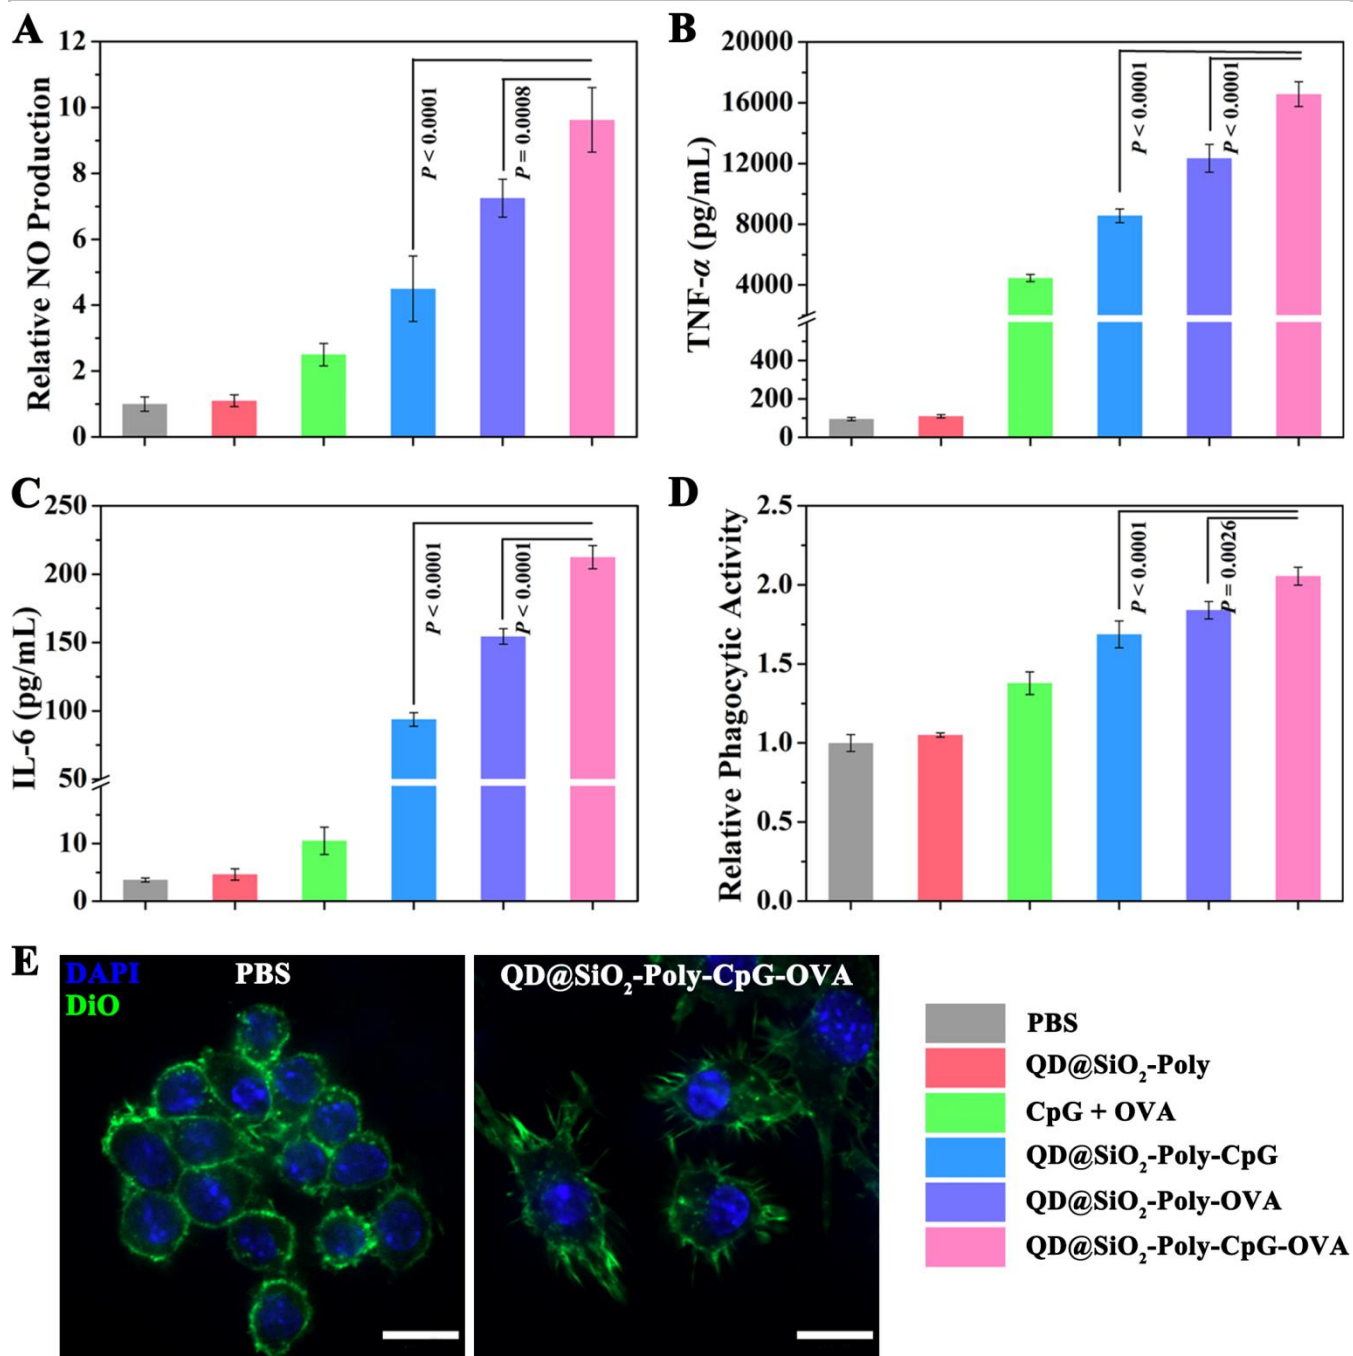 A
12
10
8
6
4
2
0
Relative NO Production
P < 0.0001
P = 0.0008
B
20000
16000
12000
8000
4000
400
200
0
TNF-α (pg/mL)
P < 0.0001
P < 0.0001
C
250
200
150
100
50
10
0
IL-6 (pg/mL)
P < 0.0001
P < 0.0001
D
2.5
2.0
1.5
1.0
0.5
0.0
Relative Phagocytic Activity
P < 0.0001
P = 0.0026
E
DAPI
DiO
PBS
QD@SiO₂-Poly-CpG-OVA
PBS
QD@SiO₂-Poly
CpG + OVA
QD@SiO₂-Poly-CpG
QD@SiO₂-Poly-OVA
QD@SiO₂-Poly-CpG-OVA